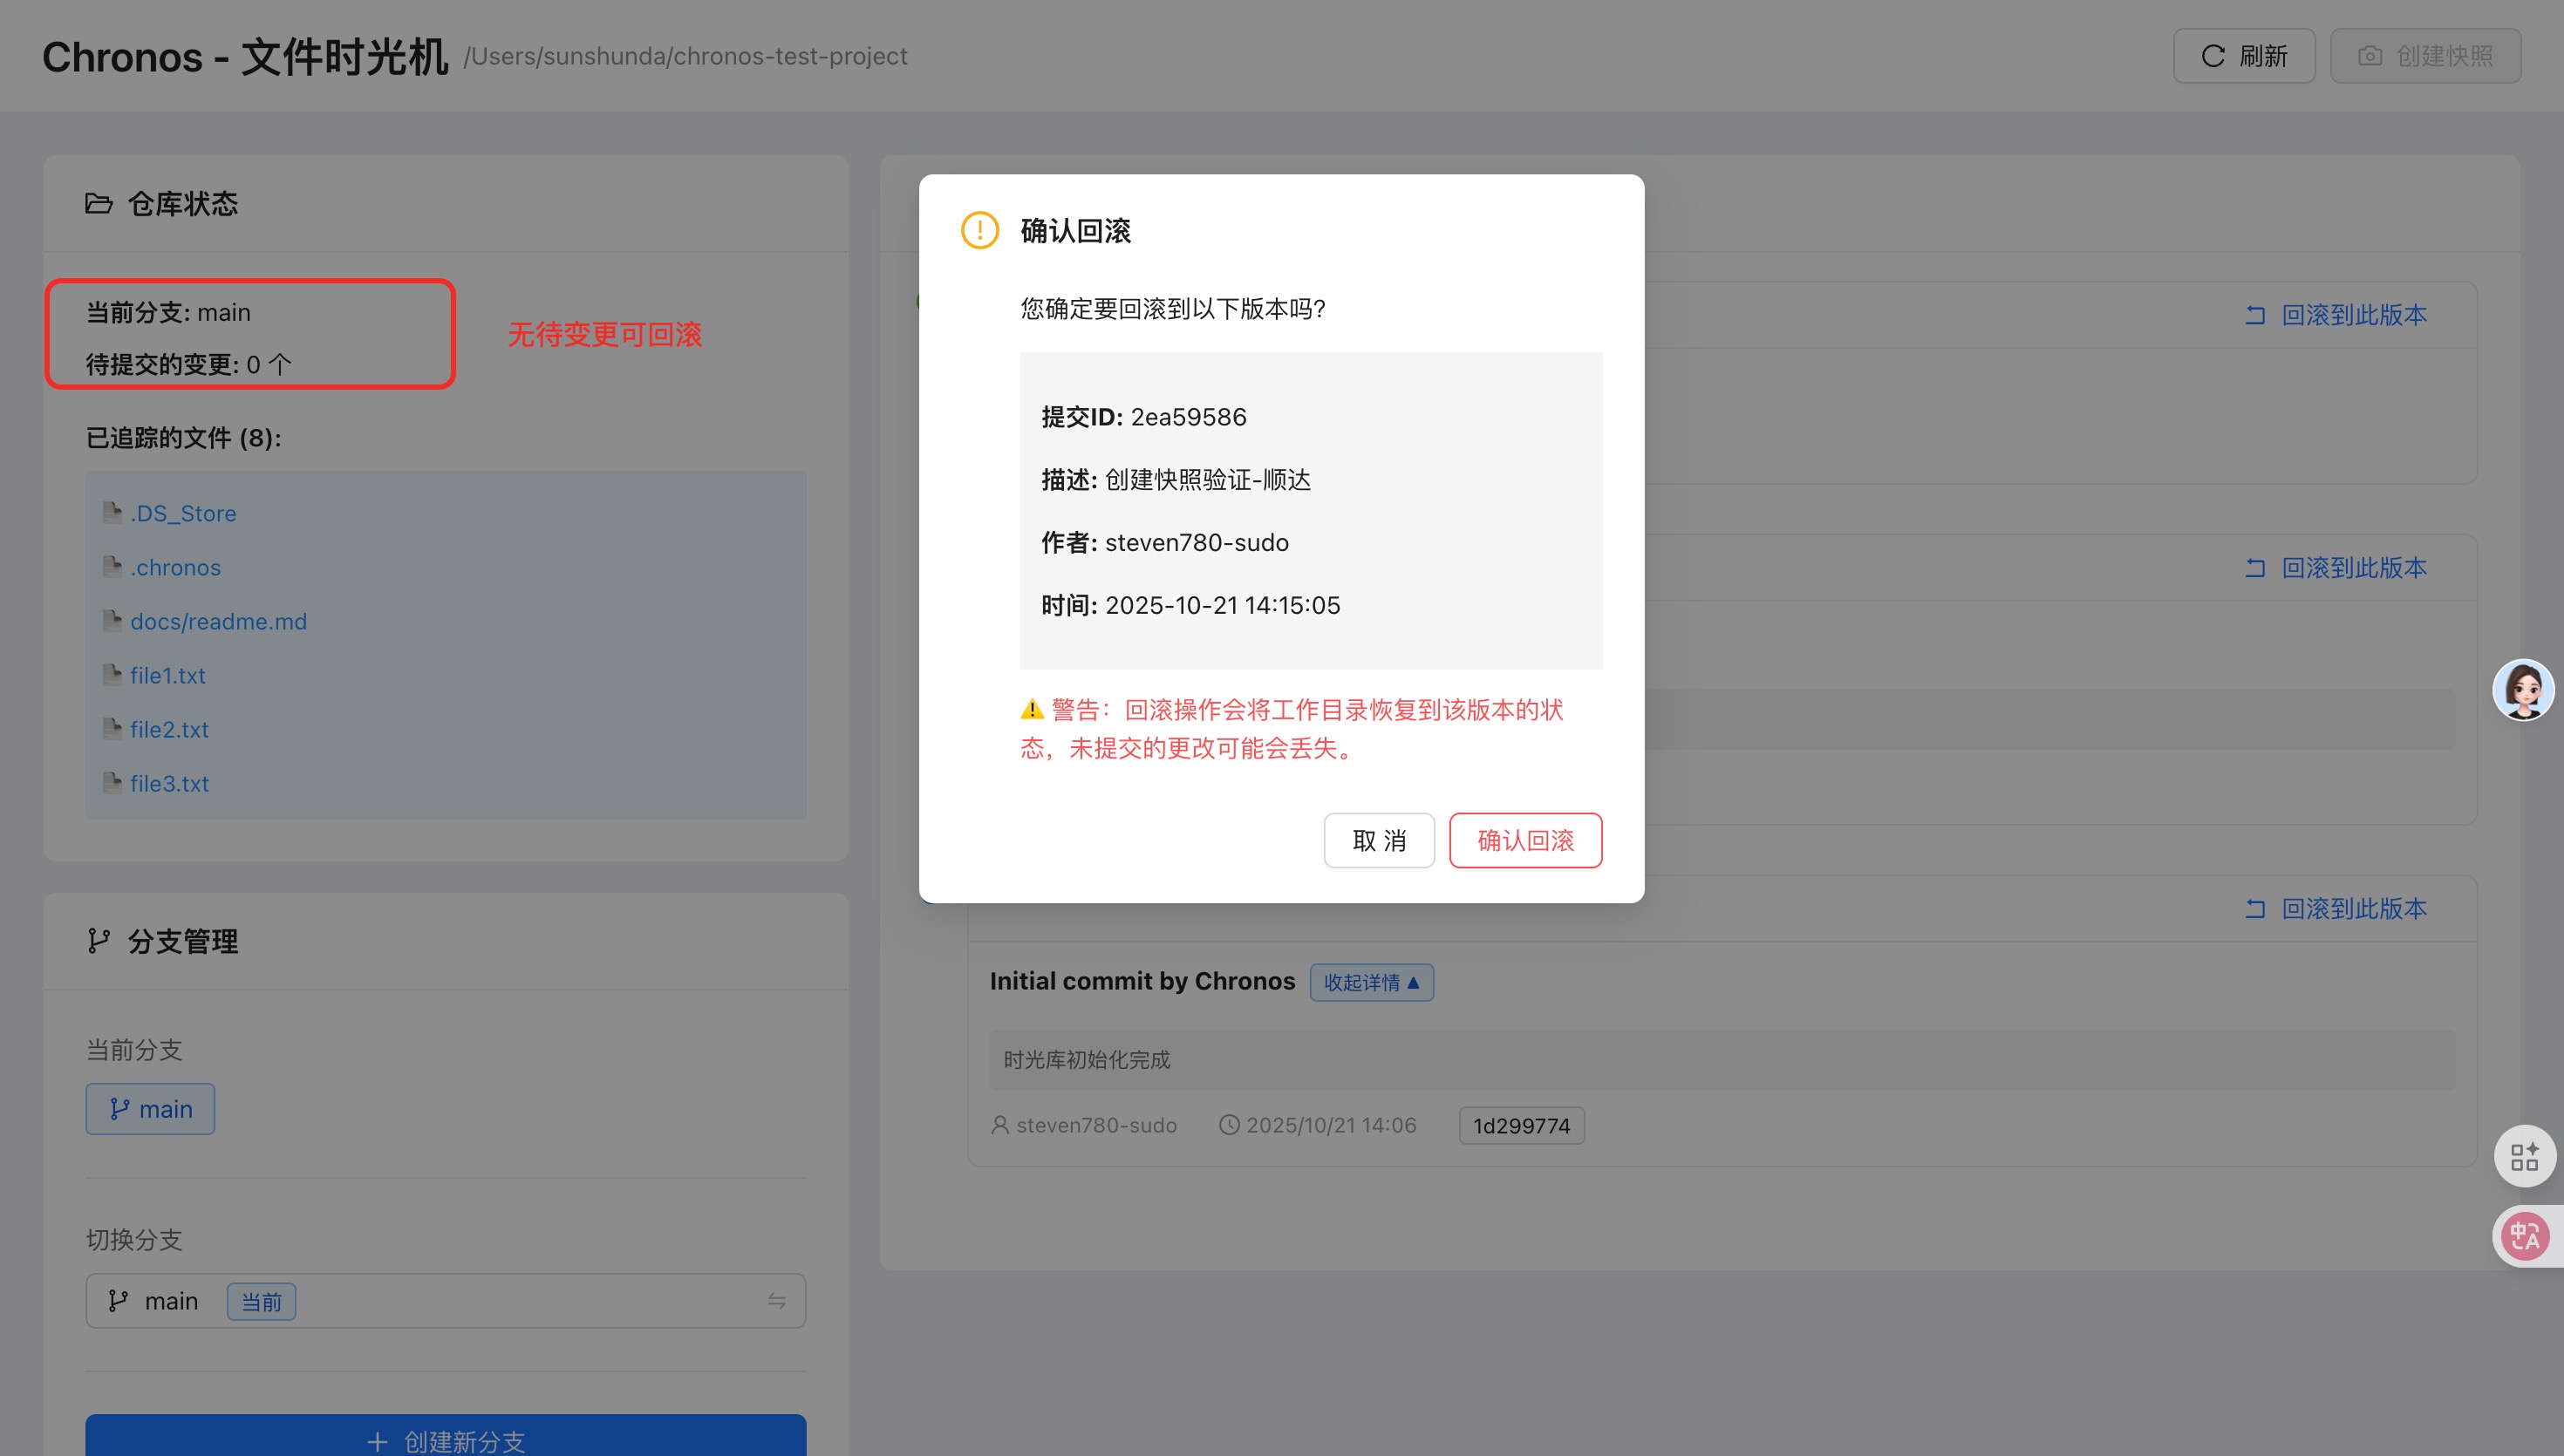 Chronos - 文件时光机 /Users/sunshunda/chronos-test-project
刷新
创建快照
仓库状态
当前分支: main
待提交的变更: 0 个
无待变更可回滚
已追踪的文件 (8):
.DS_Store
.chronos
docs/readme.md
file1.txt
file2.txt
file3.txt
分支管理
当前分支
main
切换分支
main 当前
创建新分支
确认回滚
您确定要回滚到以下版本吗?
提交ID: 2ea59586
描述: 创建快照验证-顺达
作者: steven780-sudo
时间: 2025-10-21 14:15:05
警告：回滚操作会将工作目录恢复到该版本的状
态，未提交的更改可能会丢失。
取 消
确认回滚
回滚到此版本
回滚到此版本
回滚到此版本
Initial commit by Chronos 收起详情 ▲
时光库初始化完成
steven780-sudo 2025/10/21 14:06 1d299774
中A